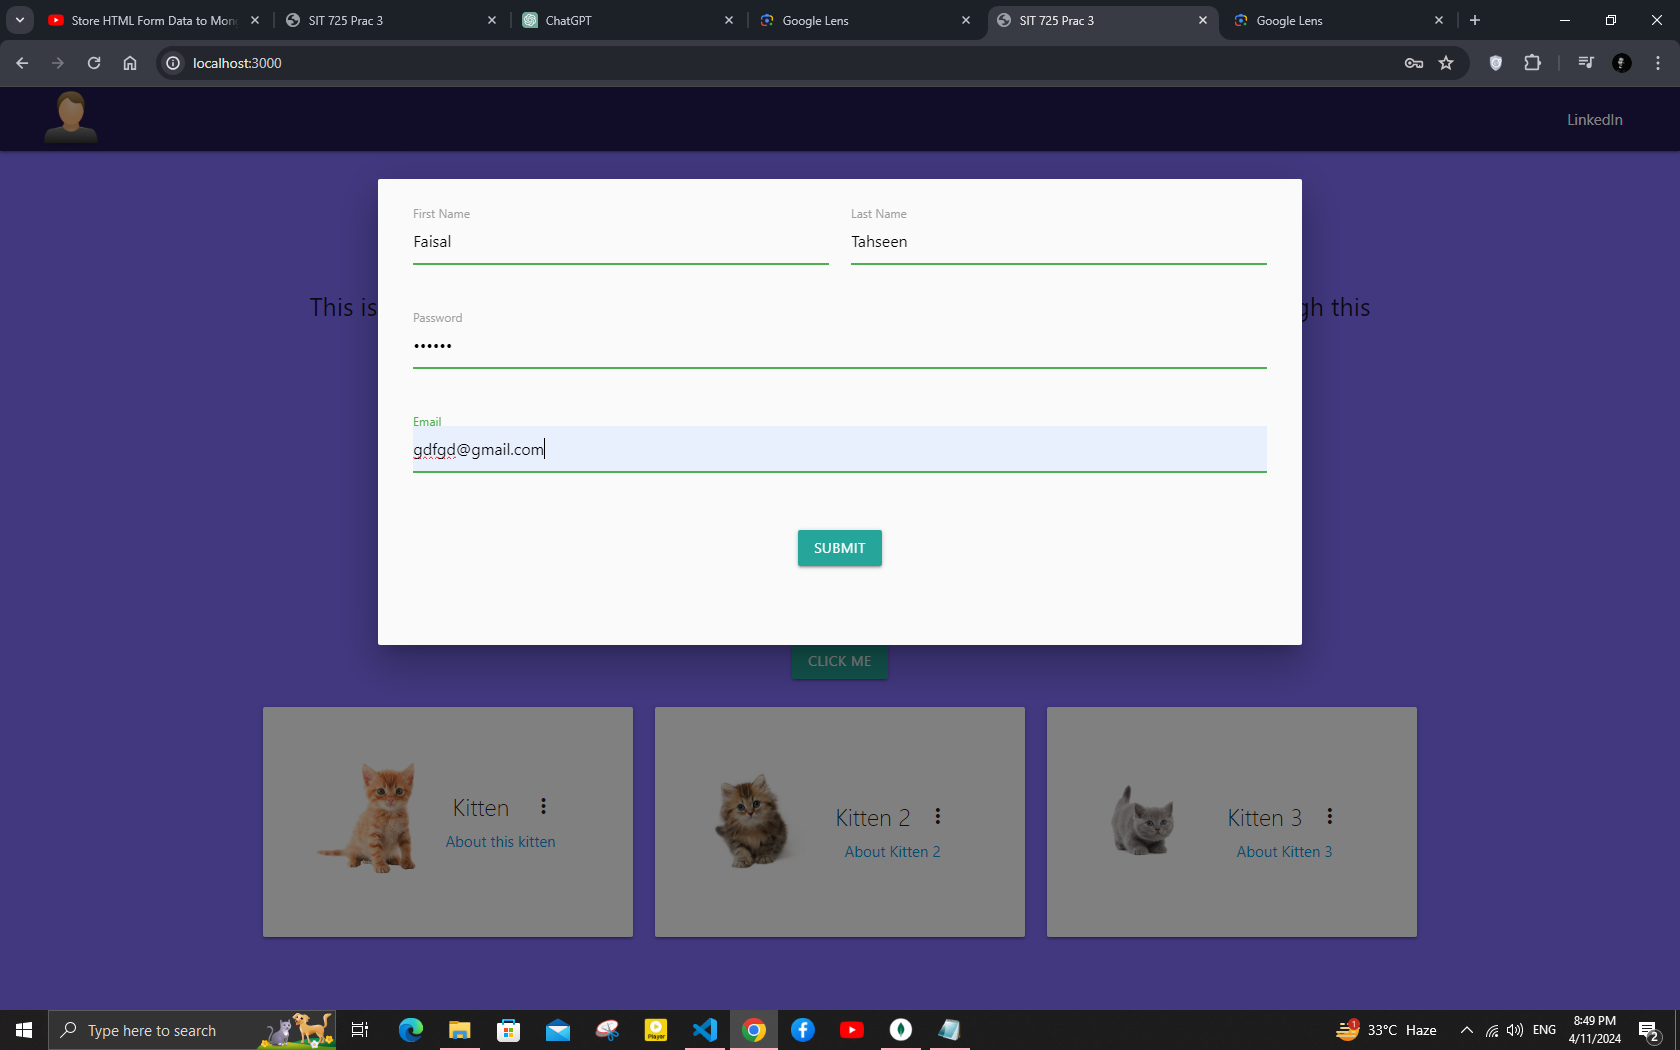 Store HTML Form Data to Mon
SIT 725 Prac 3
ChatGPT
Google Lens
SIT 725 Prac 3
Google Lens
localhost:3000
LinkedIn
First Name
Last Name
Faisal
Tahseen
This is
gh this
Password
••••••
Email
gdfgd@gmail.com
SUBMIT
CLICK ME
Kitten
About this kitten
Kitten 2
About Kitten 2
Kitten 3
About Kitten 3
Type here to search
Player
1
33°C Haze
ENG
8:49 PM
4/11/2024
2